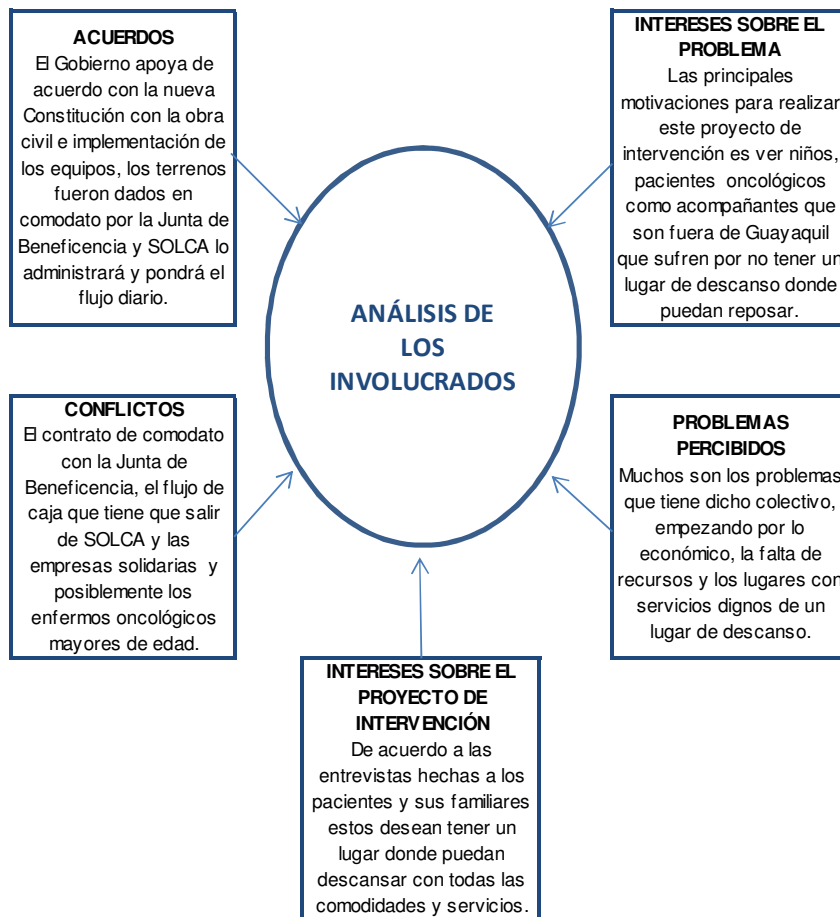 ACUERDOS
El Gobierno apoya de
acuerdo con la nueva
Constitución con la obra
civil e implementación de
los equipos, los terrenos
fueron dados en
comodato por la Junta de
Beneficencia y SOLCA lo
administrará y pondrá el
flujo diario.
INTERESES SOBRE EL
PROBLEMA
Las principales
motivaciones para realizar
este proyecto de
intervención es ver niños,
pacientes oncológicos
como acompañantes que
son fuera de Guayaquil
que sufren por no tener un
lugar de descanso donde
puedan reposar.
ANÁLISIS DE
LOS
INVOLUCRADOS
CONFLICTOS
El contrato de comodato
con la Junta de
Beneficencia, el flujo de
caja que tiene que salir
de SOLCA y las
empresas solidarias y
posiblemente los
enfermos oncológicos
mayores de edad.
PROBLEMAS
PERCIBIDOS
Muchos son los problemas
que tiene dicho colectivo,
empezando por lo
económico, la falta de
recursos y los lugares con
servicios dignos de un
lugar de descanso.
INTERESES SOBRE EL
PROYECTO DE
INTERVENCIÓN
De acuerdo a las
entrevistas hechas a los
pacientes y sus familiares
estos desean tener un
lugar donde puedan
descansar con todas las
comodidades y servicios.